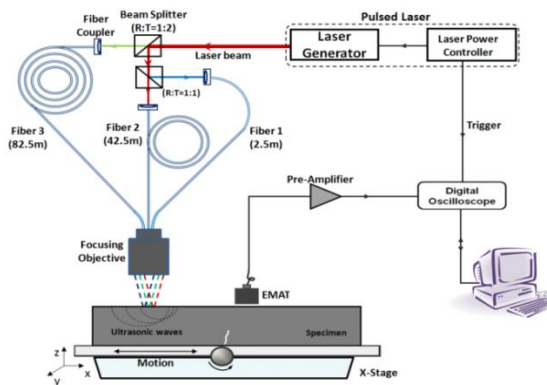 Pulsed Laser
Fiber
Coupler
Beam Splitter
(R:T=1:2)
Laser beam
Laser
Generator
Laser Power
Controller
(R:T=1:1)
Fiber 3
(82.5m)
Fiber 2
(42.5m)
Fiber 1
(2.5m)
Trigger
Pre-Amplifier
Digital
Oscilloscope
Focusing
Objective
EMAT
Ultrasonic waves
Specimen
Motion
X-Stage
z
x
y